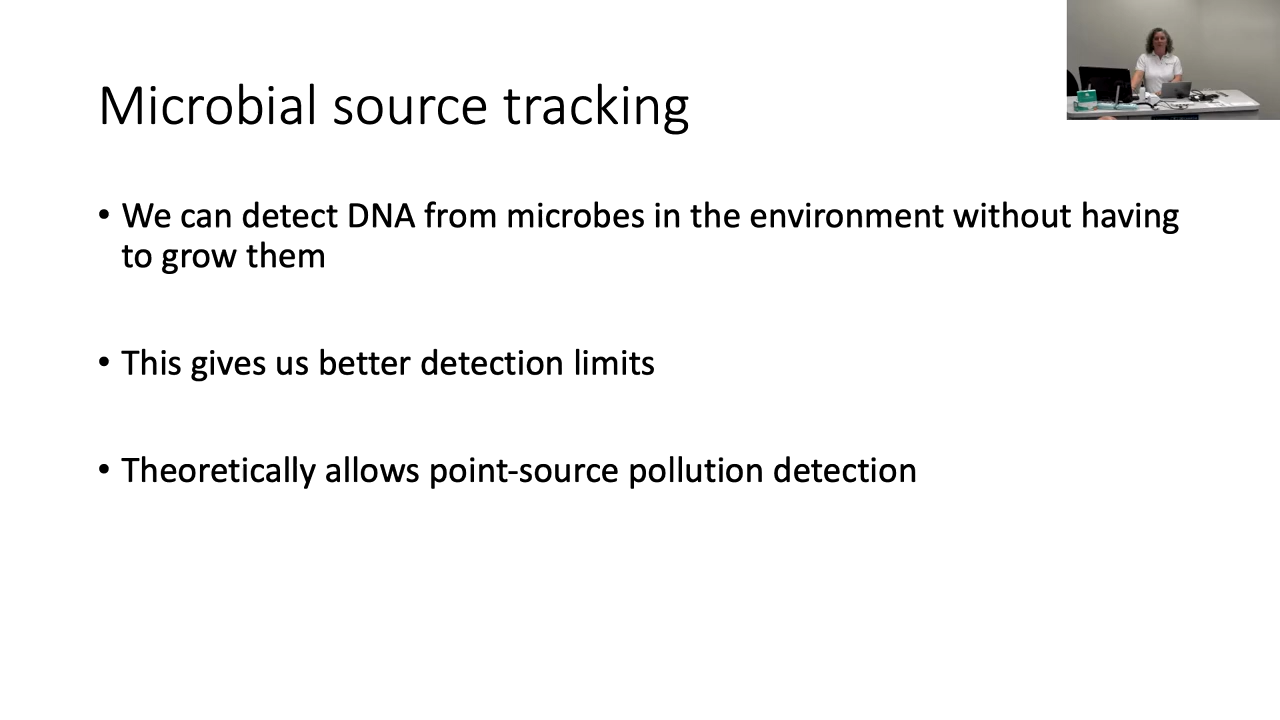 Microbial source tracking
• We can detect DNA from microbes in the environment without having
to grow them
• This gives us better detection limits
• Theoretically allows point-source pollution detection